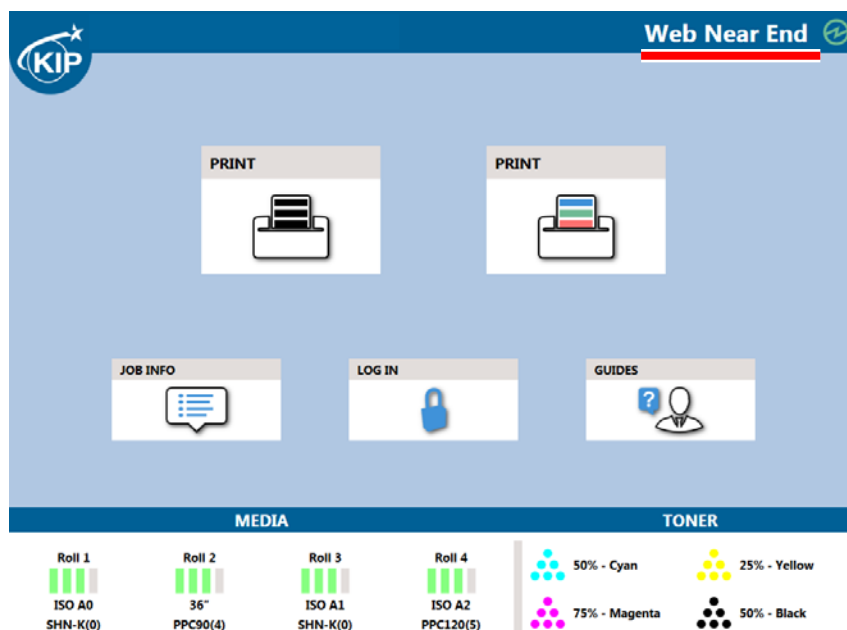 KIP
Web Near End
PRINT
PRINT
JOB INFO
LOG IN
GUIDES
?
MEDIA
TONER
Roll 1
Roll 2
Roll 3
Roll 4
ISO A0
36"
ISO A1
ISO A2
SHN-K(0)
PPC90(4)
SHN-K(0)
PPC120(5)
50% - Cyan
25% - Yellow
75% - Magenta
50% - Black